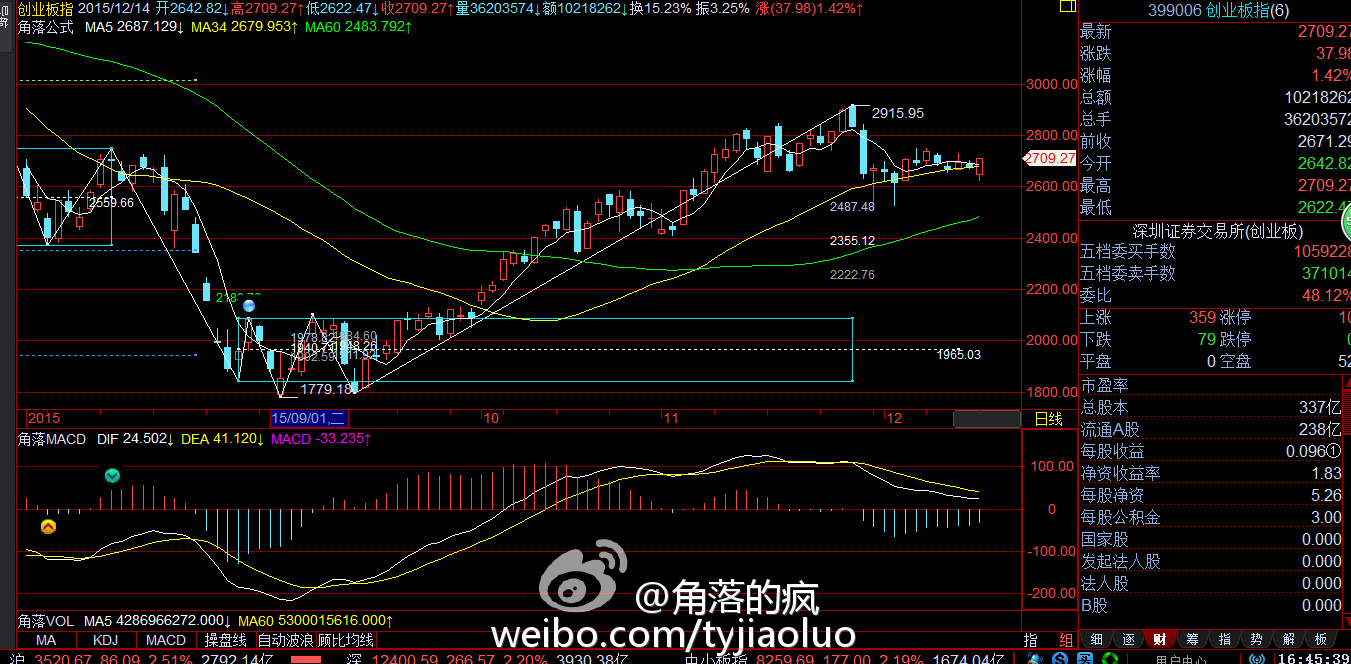 创业板指 2015/12/14 开2642.82↓高2709.27↑低2622.47↓收2709.27↑量36203574↓额10218262↓换15.23% 振3.25% 涨(37.98)1.42%↑
角落公式 MA5 2687.129↓ MA34 2679.953↑ MA60 2483.792↑
3000.00
2915.95
2800.00
2709.27
2600.00
2559.66
2487.48
2400.00
2355.12
2222.76
2200.00
2000.00
1965.03
1779.18
1800.00
2015
15/09/01,二
10
11
12
日线
角落MACD DIF 24.502↓ DEA 41.120↓ MACD -33.235↑
100.00
0
-100.00
-200.00
@角落的疯
weibo.com/tyjiaoluo
角落VOL MA5 4286966272.000↓ MA60 5300015616.000↑
MA KDJ MACD 操盘线 自动波浪 顾比均线 指 组
399006 创业板指(6)
最新 2709.27
涨跌 37.98
涨幅 1.42%
总额 10218262
总手 36203572
前收 2671.29
今开 2642.82
最高 2709.27
最低 2622.47
深圳证券交易所(创业板)
五档委买手数 1059228
五档委卖手数 371014
委比 48.12%
上涨 359 涨停 10
下跌 79 跌停 0
平盘 0 空盘 52
市盈率
总股本 337亿
流通A股 238亿
每股收益 0.096①
净资收益率 1.83
每股净资 5.26
每股公积金 3.00
国家股 0.000
发起法人股 0.000
法人股 0.000
B股 0.000
细 逐 财 筹 指 势 解 板
沪 3520.67 86.09 2.51% 2792.14亿 深 12400.59 266.57 2.20% 3930.38亿 中小板指 8259.69 177.00 2.19% 1674.04亿 用户中心 16:45:39